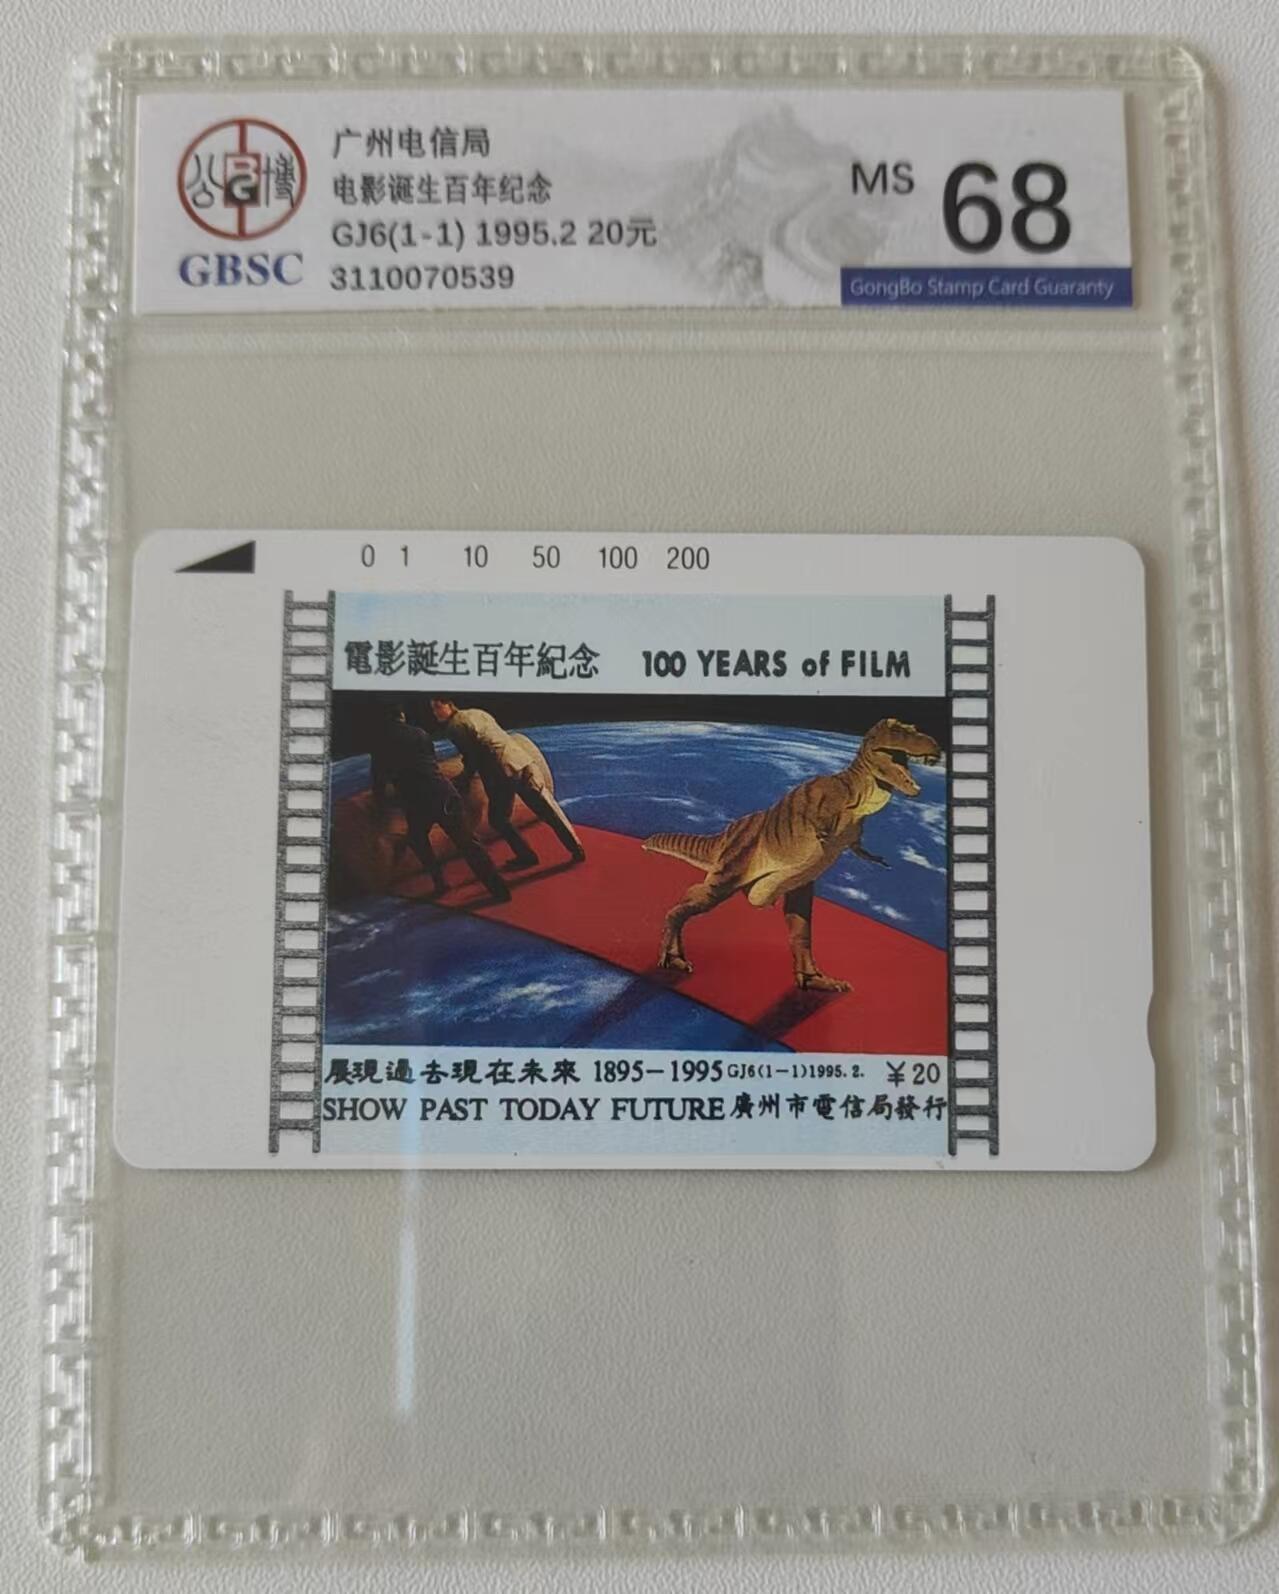 公博
BG
GBSC
广州电信局
电影诞生百年纪念
GJ6(1-1) 1995.2 20元
3110070539
MS 68
GongBo Stamp Card Guaranty
0 1 10 50 100 200
電影誕生百年紀念 100 YEARS of FILM
展現過去現在未來 1895-1995 GJ6(1-1)1995.2. ¥20
SHOW PAST TODAY FUTURE 廣州市電信局發行